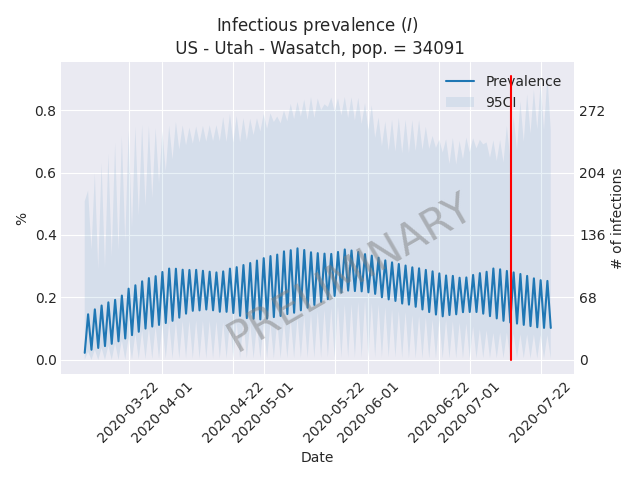 Infectious prevalence (I)
US - Utah - Wasatch, pop. = 34091
Prevalence
95CI
0.8
0.6
0.4
0.2
0.0
%
272
204
136
68
0
# of infections
PRELIMINARY
2020-03-22
2020-04-01
2020-04-22
2020-05-01
2020-05-22
2020-06-01
2020-06-22
2020-07-01
2020-07-22
Date